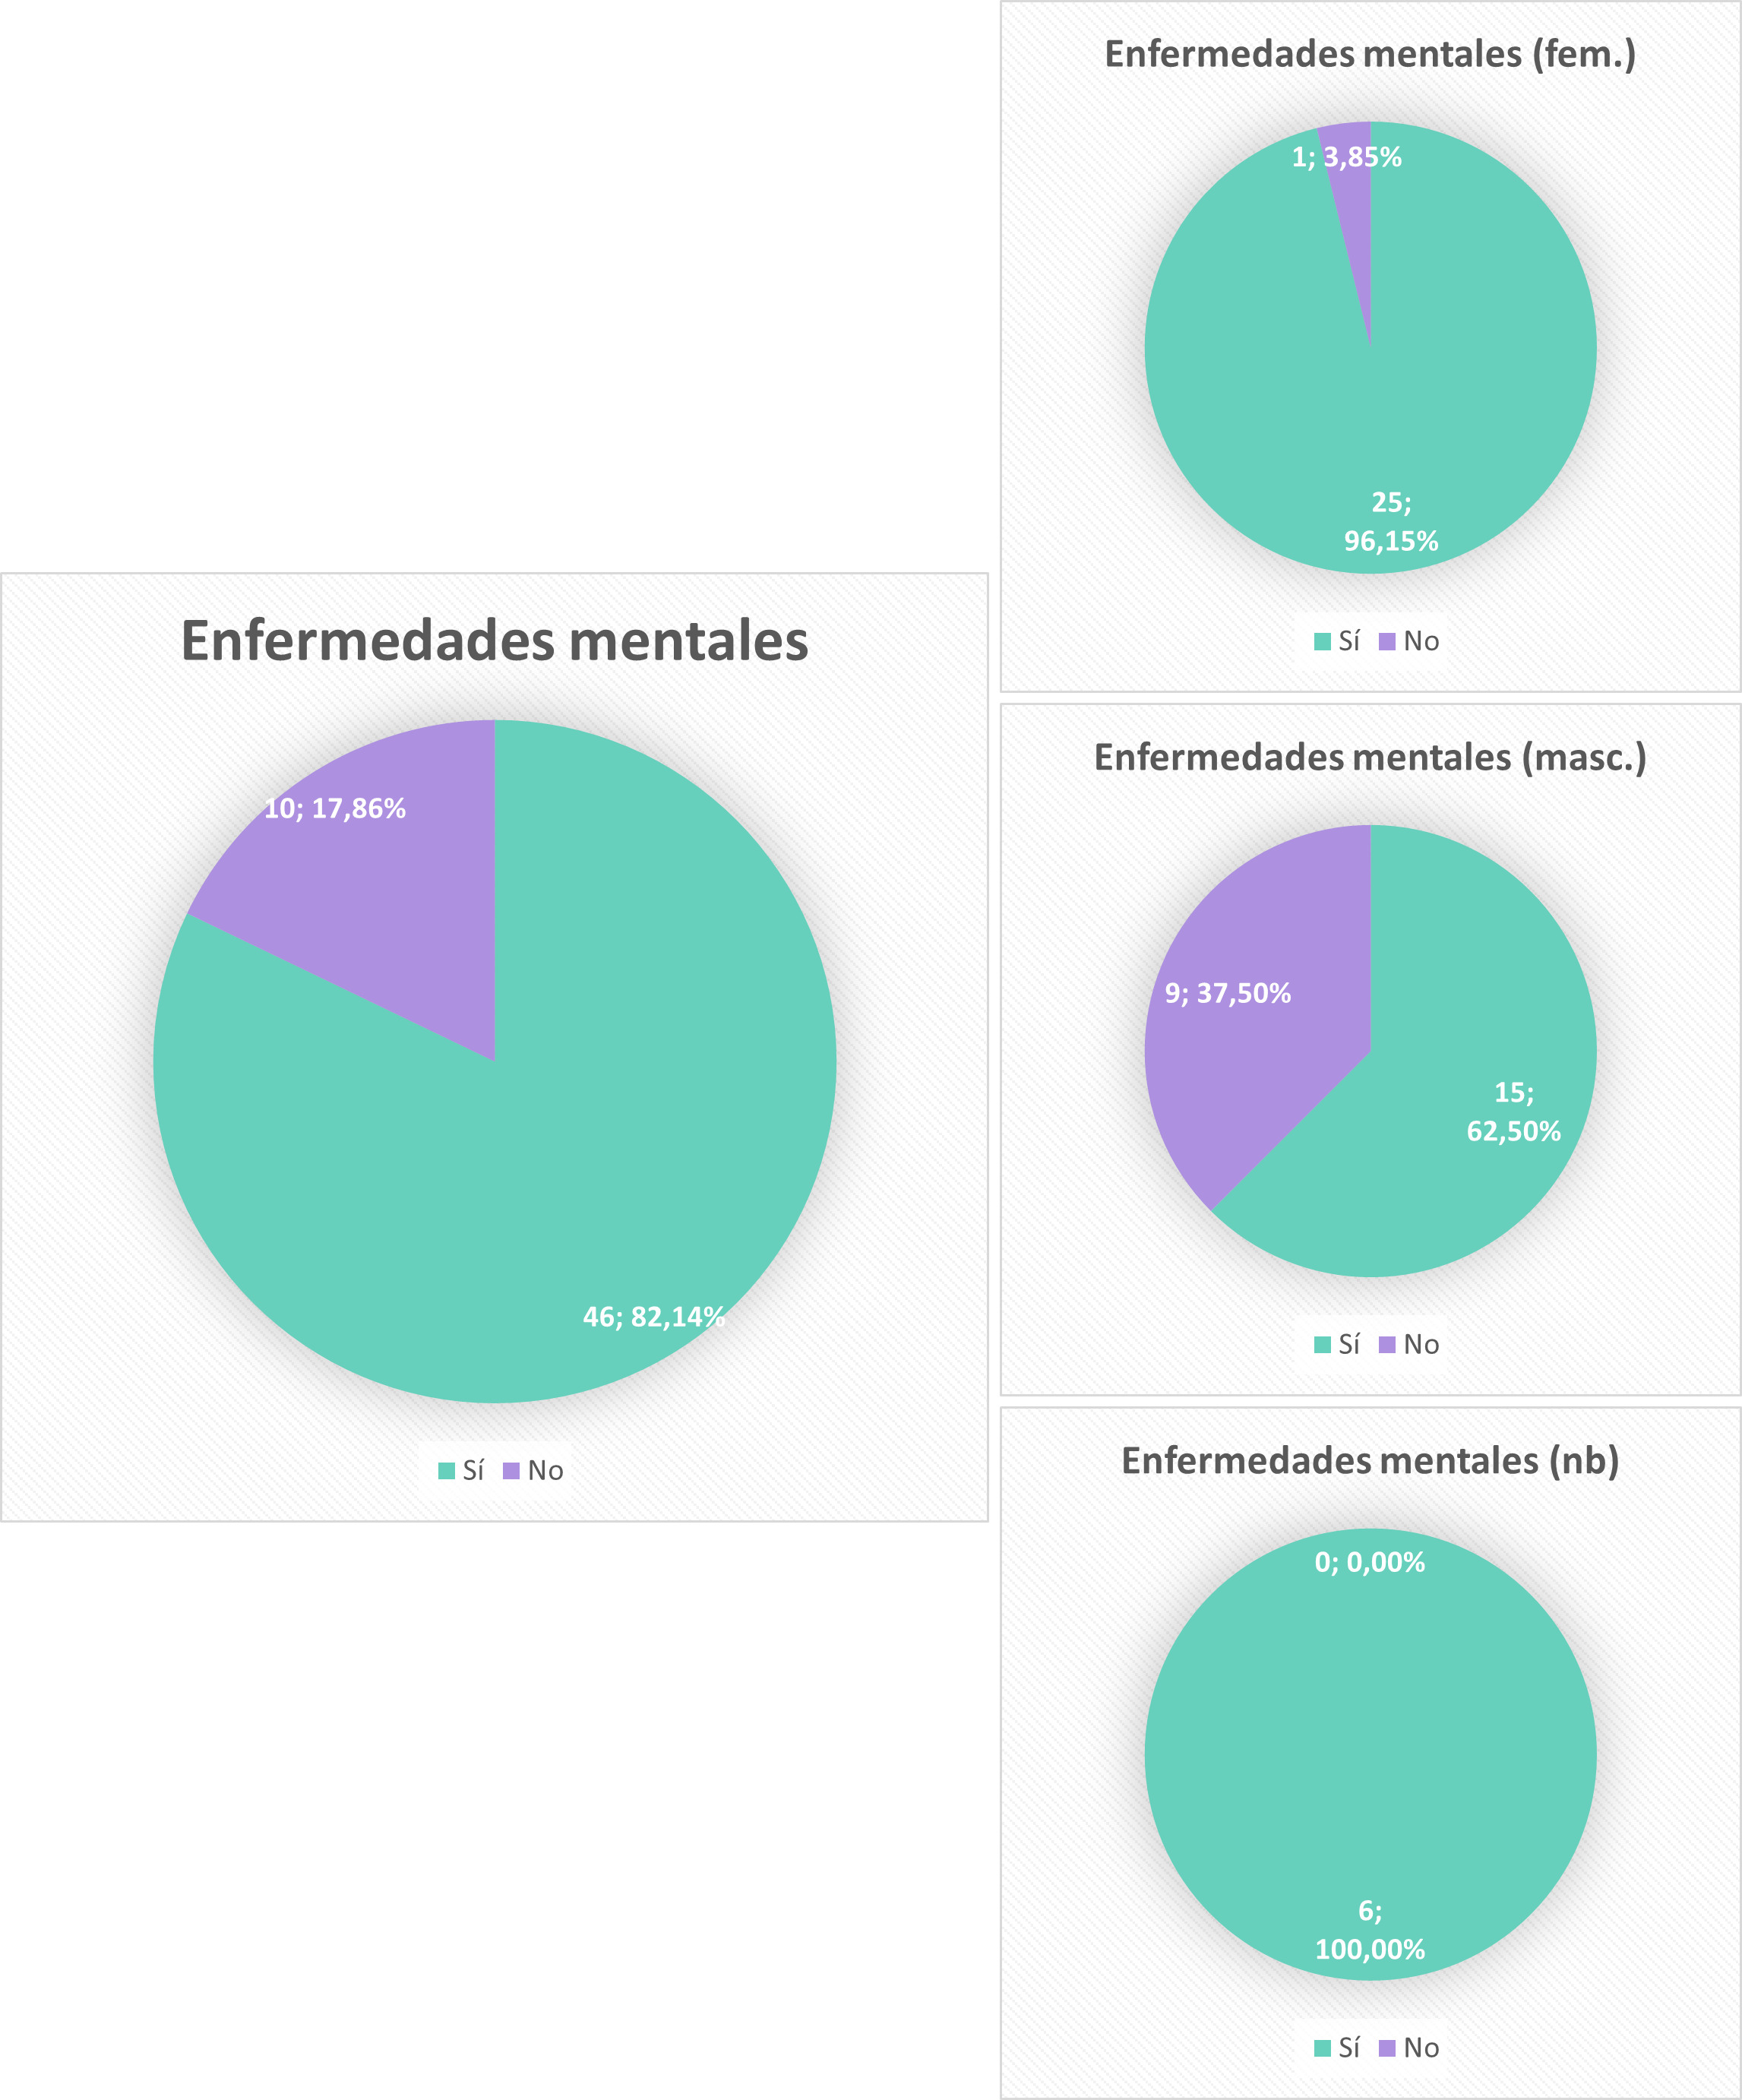 Enfermedades mentales
10; 17,86%
46; 82,14%
Sí No
Enfermedades mentales (fem.)
1; 3,85%
25;
96,15%
Sí No
Enfermedades mentales (masc.)
9; 37,50%
15;
62,50%
Sí No
Enfermedades mentales (nb)
0; 0,00%
6;
100,00%
Sí No